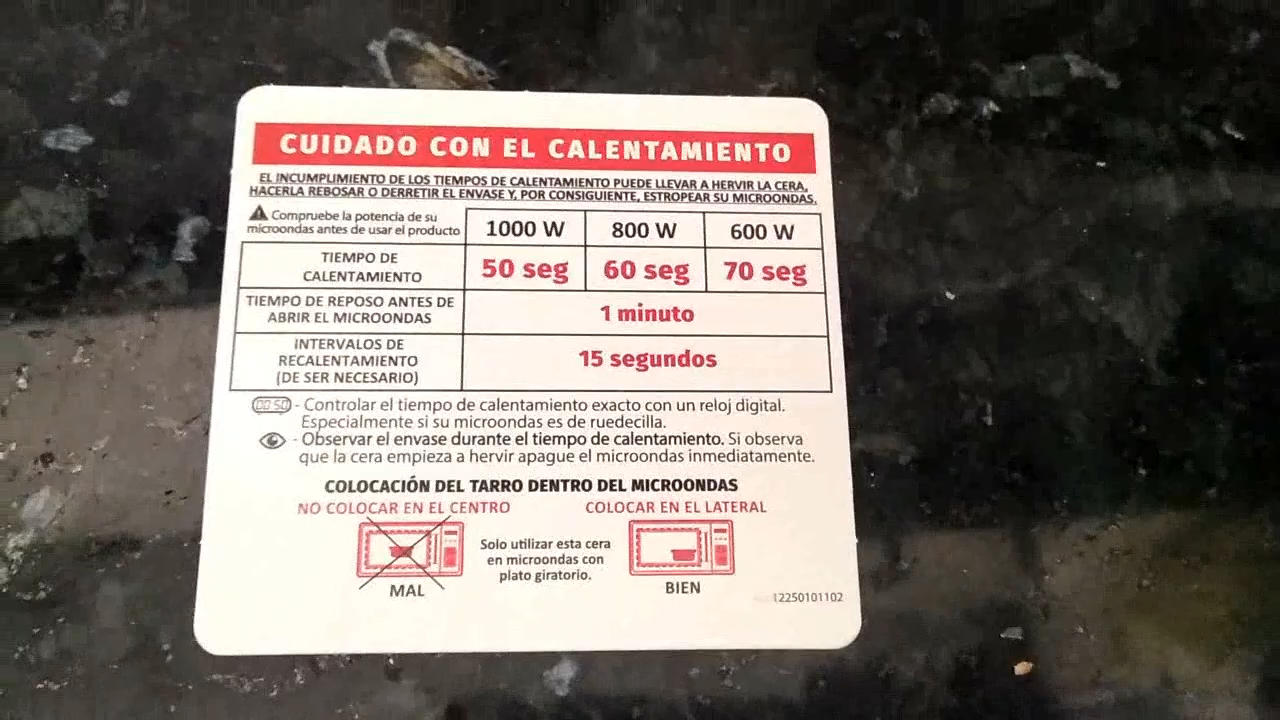 CUIDADO CON EL CALENTAMIENTO
EL INCUMPLIMIENTO DE LOS TIEMPOS DE CALENTAMIENTO PUEDE LLEVAR A HERVIR LA CERA,
HACERLA REBOSAR O DERRETIR EL ENVASE Y, POR CONSIGUIENTE, ESTROPEAR SU MICROONDAS.
Compruebe la potencia de su
microondas antes de usar el producto
1000 W 800 W 600 W
TIEMPO DE
CALENTAMIENTO
50 seg 60 seg 70 seg
TIEMPO DE REPOSO ANTES DE
ABRIR EL MICROONDAS
1 minuto
INTERVALOS DE
RECALENTAMIENTO
(DE SER NECESARIO)
15 segundos
00:50 - Controlar el tiempo de calentamiento exacto con un reloj digital.
Especialmente si su microondas es de ruedecilla.
- Observar el envase durante el tiempo de calentamiento. Si observa
que la cera empieza a hervir apague el microondas inmediatamente.
COLOCACIÓN DEL TARRO DENTRO DEL MICROONDAS
NO COLOCAR EN EL CENTRO
COLOCAR EN EL LATERAL
Solo utilizar esta cera
en microondas con
plato giratorio.
MAL
BIEN
12250101102